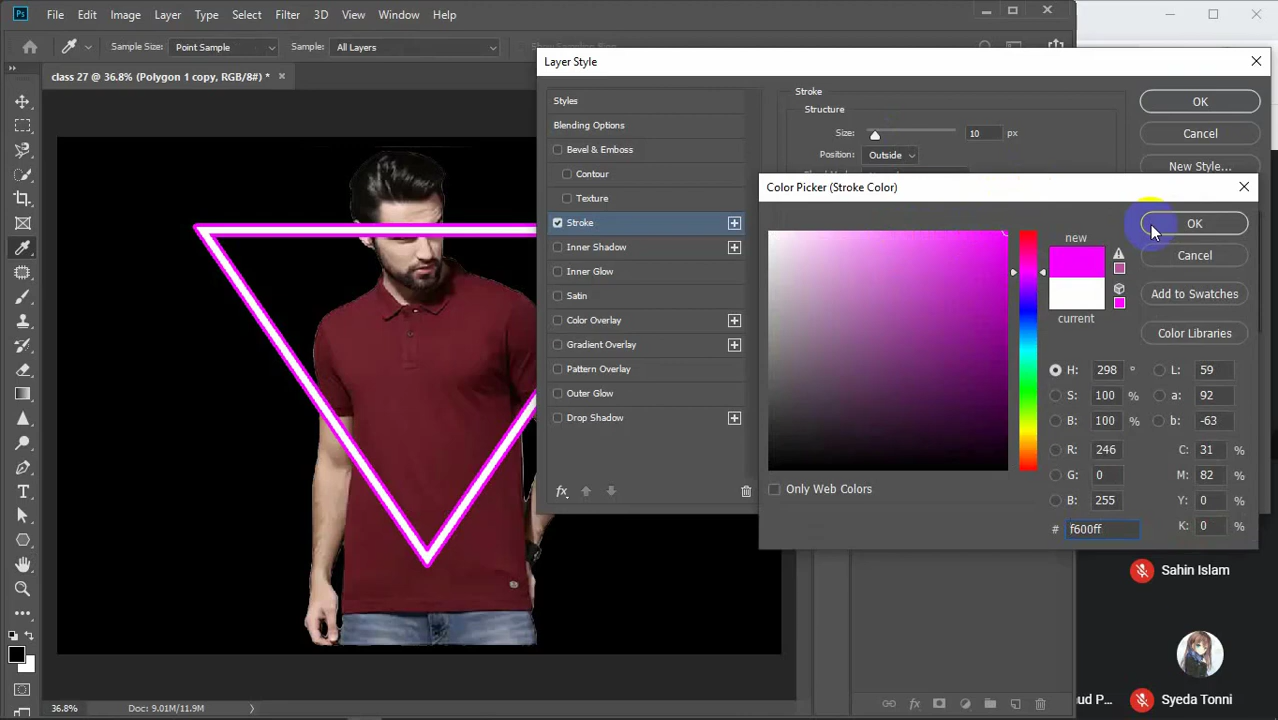 Ps File Edit Image Layer Type Select Filter 3D View Window Help
Sample Size: Point Sample Sample: All Layers
class 27 @ 36.8% (Polygon 1 copy, RGB/8#) *
Layer Style
Styles
Blending Options
Bevel & Emboss
Contour
Texture
Stroke
Inner Shadow
Inner Glow
Satin
Color Overlay
Gradient Overlay
Pattern Overlay
Outer Glow
Drop Shadow
fx
Stroke
Structure
Size: 10 px
Position: Outside
OK
Cancel
New Style...
Color Picker (Stroke Color)
new
current
OK
Cancel
Add to Swatches
Color Libraries
H: 298 ° L: 59
S: 100 % a: 92
B: 100 % b: -63
R: 246 C: 31 %
G: 0 M: 82 %
B: 255 Y: 0 %
# f600ff K: 0 %
Only Web Colors
Sahin Islam
ud P... Syeda Tonni
36.8% Doc: 9.01M/11.9M
fx